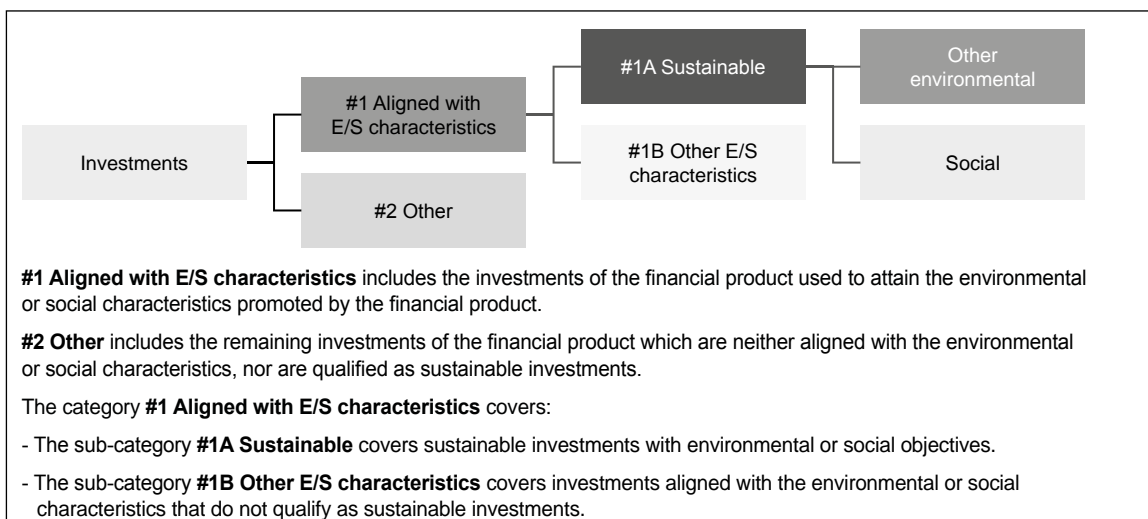 #1A Sustainable
Other
environmental
#1 Aligned with
E/S characteristics
Investments
#1B Other E/S
characteristics
Social
#2 Other
#1 Aligned with E/S characteristics includes the investments of the financial product used to attain the environmental
or social characteristics promoted by the financial product.
#2 Other includes the remaining investments of the financial product which are neither aligned with the environmental
or social characteristics, nor are qualified as sustainable investments.
The category #1 Aligned with E/S characteristics covers:
- The sub-category #1A Sustainable covers sustainable investments with environmental or social objectives.
- The sub-category #1B Other E/S characteristics covers investments aligned with the environmental or social
characteristics that do not qualify as sustainable investments.